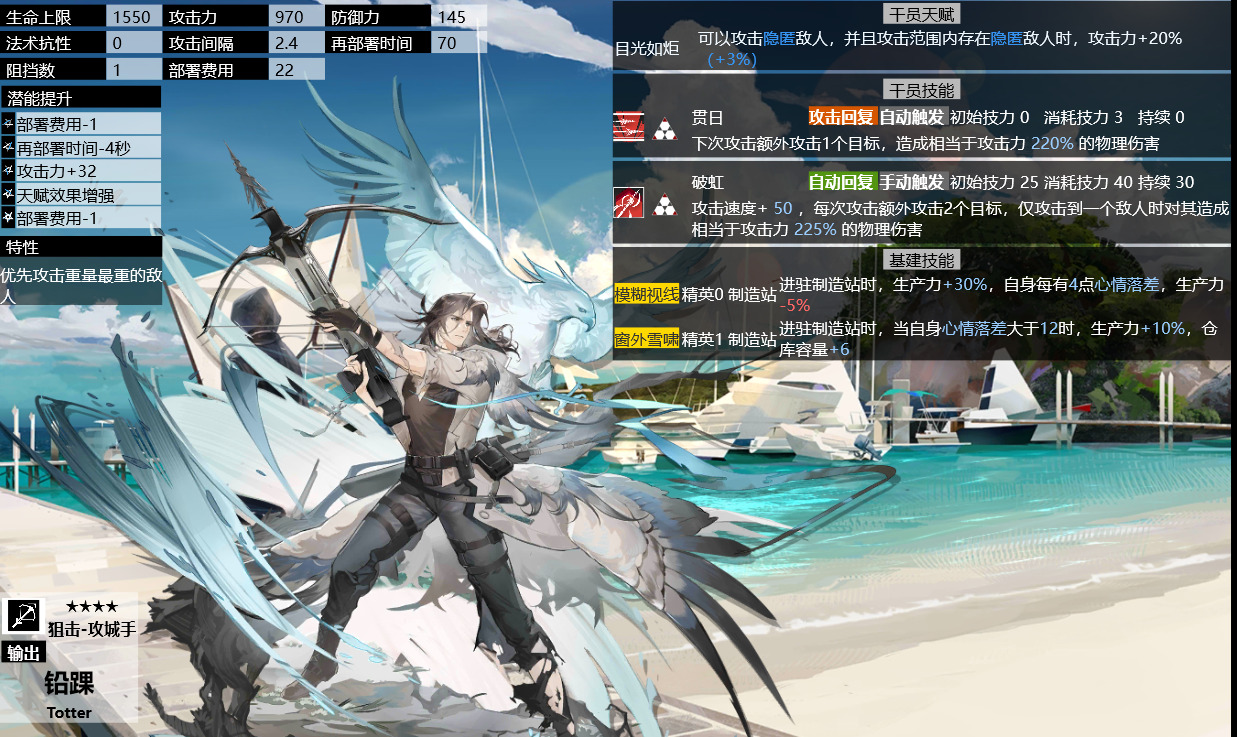 生命上限 1550 攻击力 970 防御力 145
法术抗性 0 攻击间隔 2.4 再部署时间 70
阻挡数 1 部署费用 22
潜能提升
部署费用-1
再部署时间-4秒
攻击力+32
天赋效果增强
部署费用-1
特性
优先攻击重量最重的敌
人
干员天赋
目光如炬 可以攻击隐匿敌人，并且攻击范围内存在隐匿敌人时，攻击力+20%
（+3%）
干员技能
贯日 攻击回复 自动触发 初始技力 0 消耗技力 3 持续 0
下次攻击额外攻击1个目标，造成相当于攻击力 220% 的物理伤害
破虹 自动回复 手动触发 初始技力 25 消耗技力 40 持续 30
攻击速度+ 50 ，每次攻击额外攻击2个目标，仅攻击到一个敌人时对其造成
相当于攻击力 225% 的物理伤害
基建技能
模糊视线 精英0 制造站 进驻制造站时，生产力+30%，自身每有4点心情落差，生产力
-5%
窗外雪啸 精英1 制造站 进驻制造站时，当自身心情落差大于12时，生产力+10%，仓
库容量+6
★★★★
狙击-攻城手
输出
铅踝
Totter